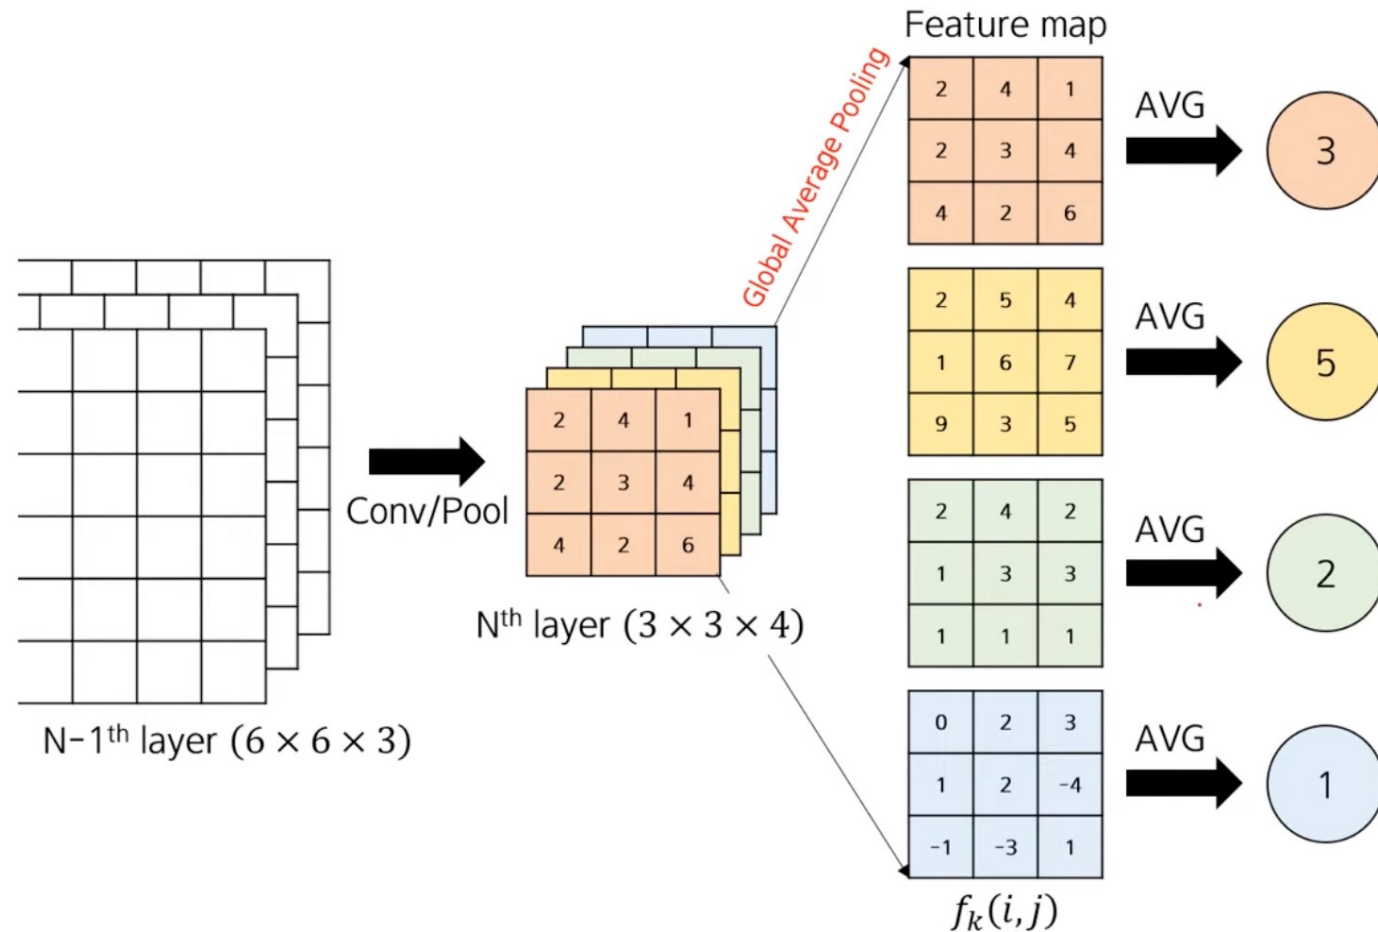 Feature map
Global Average Pooling
2 4 1
2 3 4
4 2 6
AVG
3
2 5 4
1 6 7
9 3 5
AVG
5
2 4 2
1 3 3
1 1 1
AVG
2
0 2 3
1 2 -4
-1 -3 1
AVG
1
f_k(i,j)
Conv/Pool
2 4 1
2 3 4
4 2 6
Nᵗʰ layer (3 × 3 × 4)
N-1ᵗʰ layer (6 × 6 × 3)